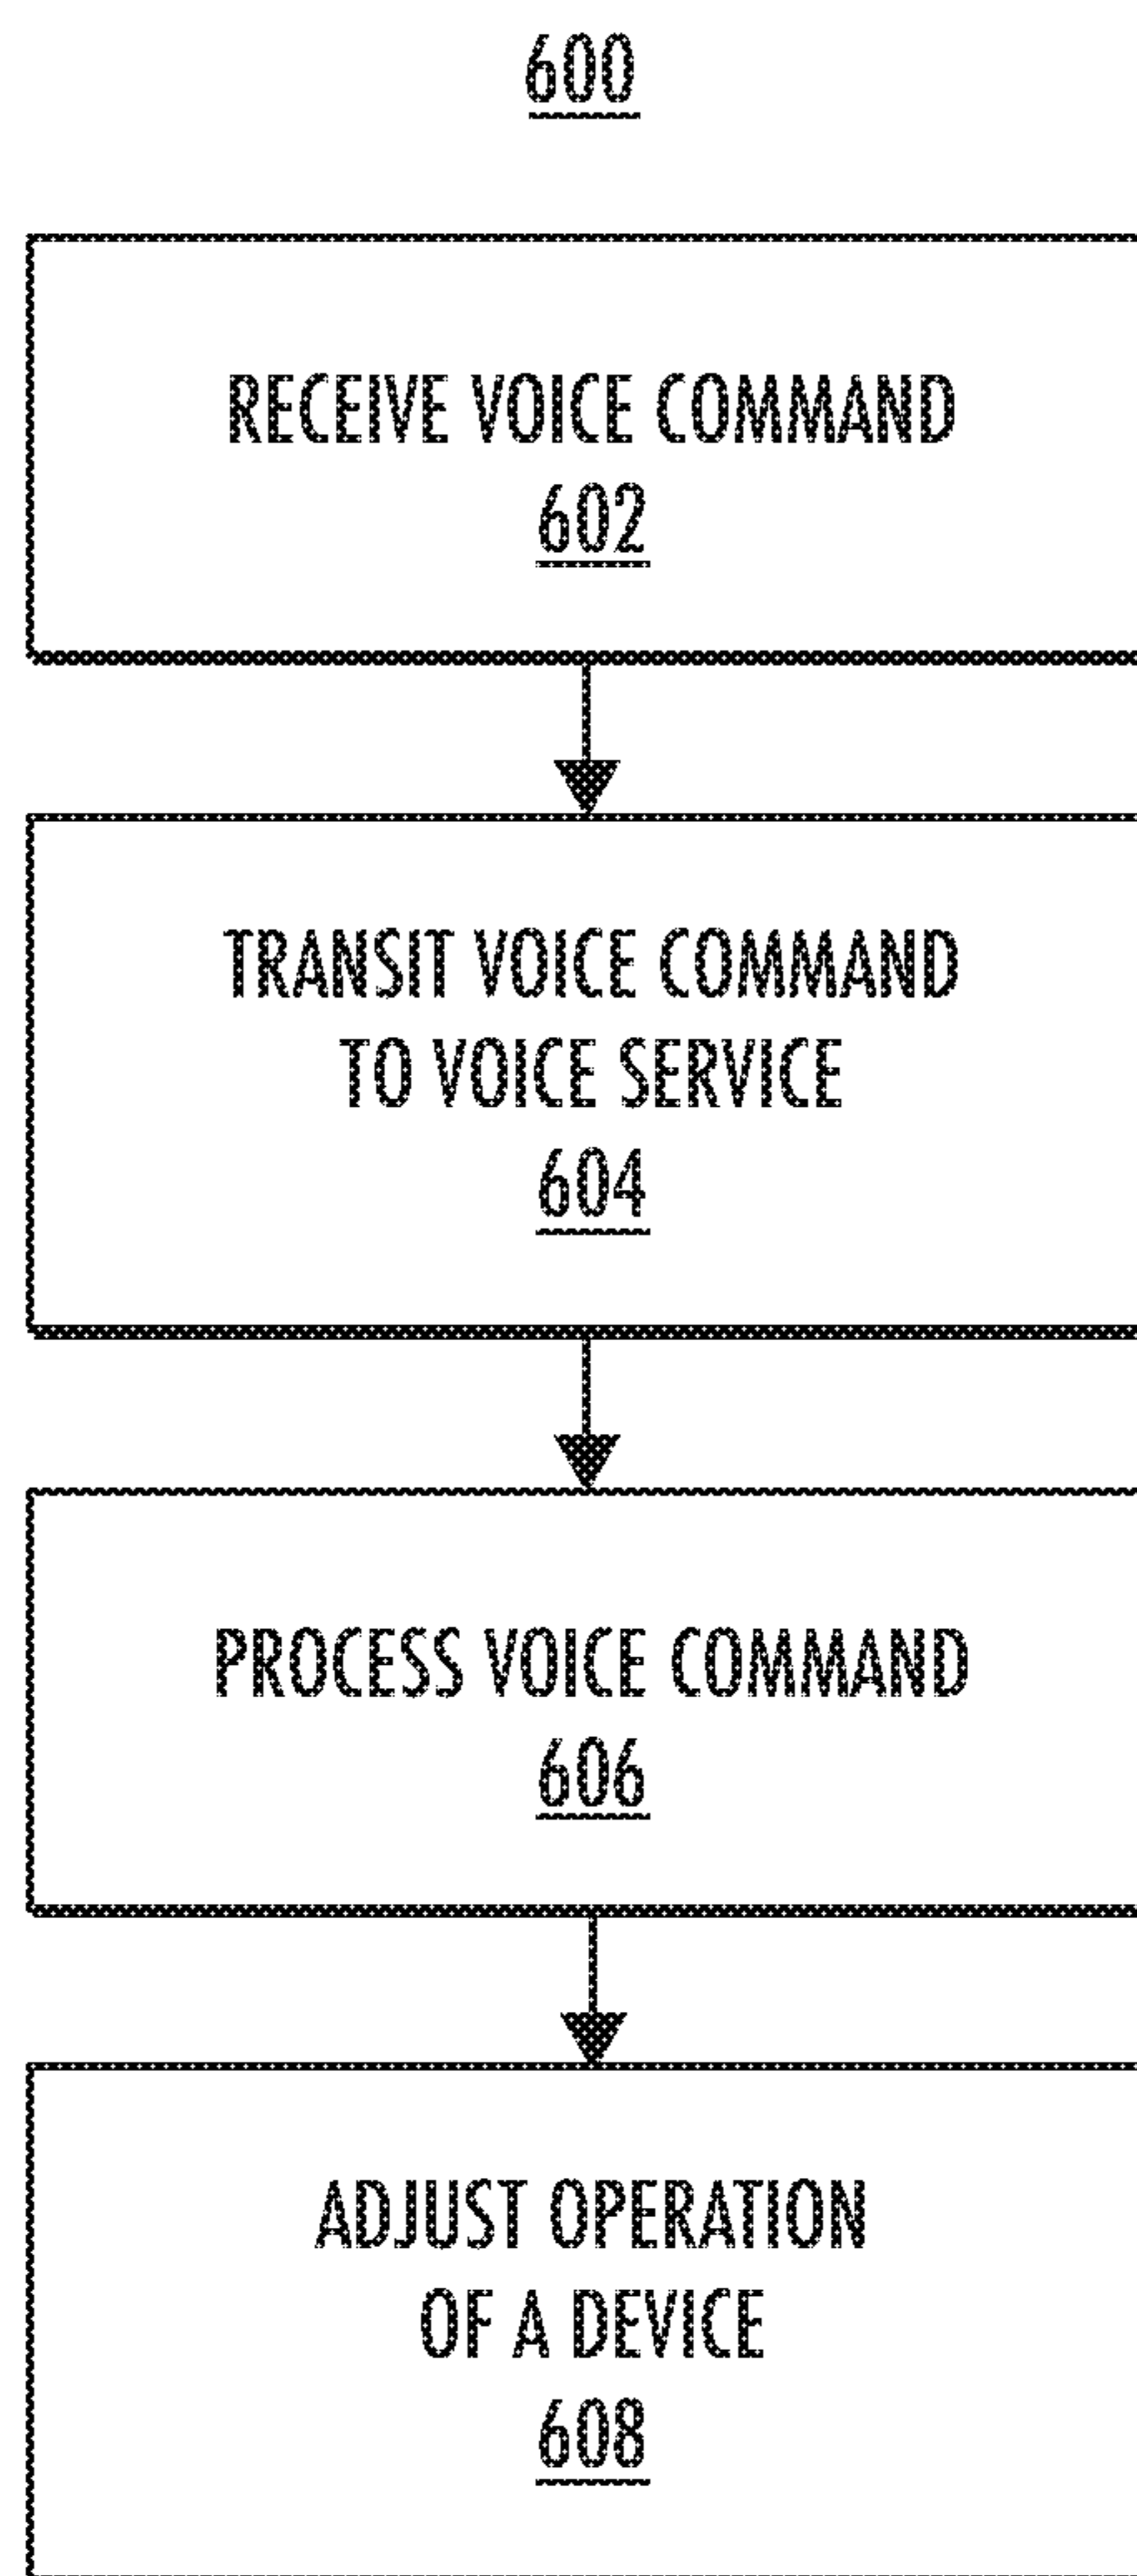 600
RECEIVE VOICE COMMAND
602
TRANSIT VOICE COMMAND
TO VOICE SERVICE
604
PROCESS VOICE COMMAND
606
ADJUST OPERATION
OF A DEVICE
608